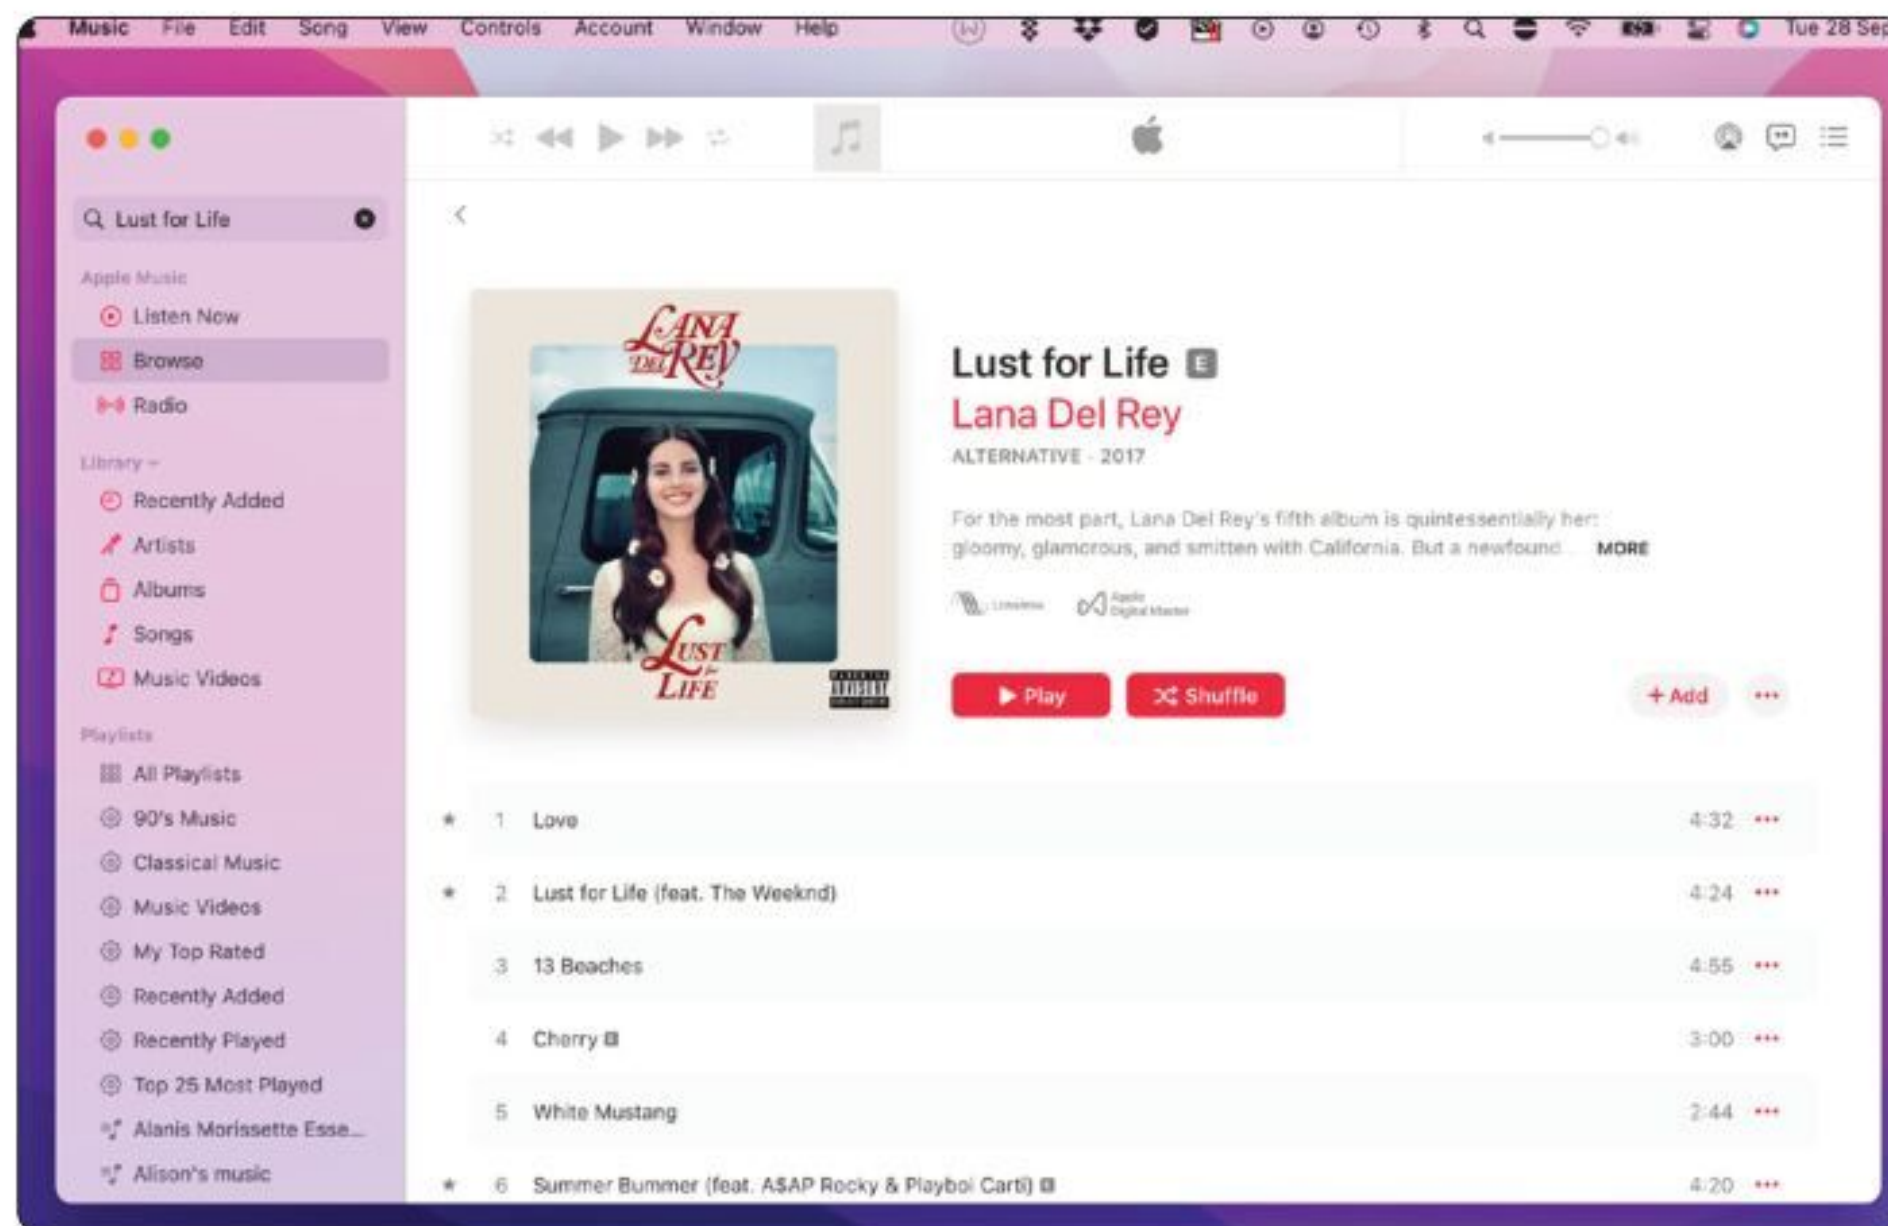 Music File Edit Song View Controls Account Window Help Tue 28 Sep
Lust for Life
Apple Music
Listen Now
Browse
Radio
Library
Recently Added
Artists
Albums
Songs
Music Videos
Playlists
All Playlists
90's Music
Classical Music
Music Videos
My Top Rated
Recently Added
Recently Played
Top 25 Most Played
Alanis Morissette Esse...
Alison's music
LANA
DEL REY
LUST
for
LIFE
PARENTAL
ADVISORY
Lust for Life E
Lana Del Rey
ALTERNATIVE · 2017
For the most part, Lana Del Rey's fifth album is quintessentially her:
gloomy, glamorous, and smitten with California. But a newfound... MORE
Lossless
Apple
Digital Master
Play Shuffle + Add
1 Love 4:32
2 Lust for Life (feat. The Weeknd) 4:24
3 13 Beaches 4:55
4 Cherry E 3:00
5 White Mustang 2:44
6 Summer Bummer (feat. A$AP Rocky & Playboi Carti) E 4:20